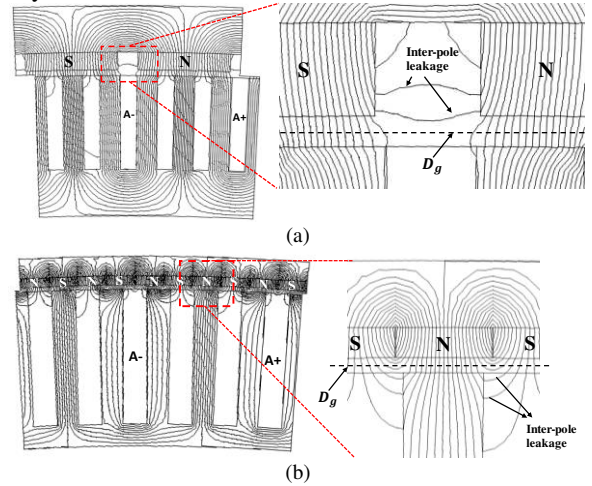 S
N
A-
A+
S
N
Inter-pole
leakage
D_g
(a)
N S N S N S N S
A-
A+
S
N
S
D_g
Inter-pole
leakage
(b)